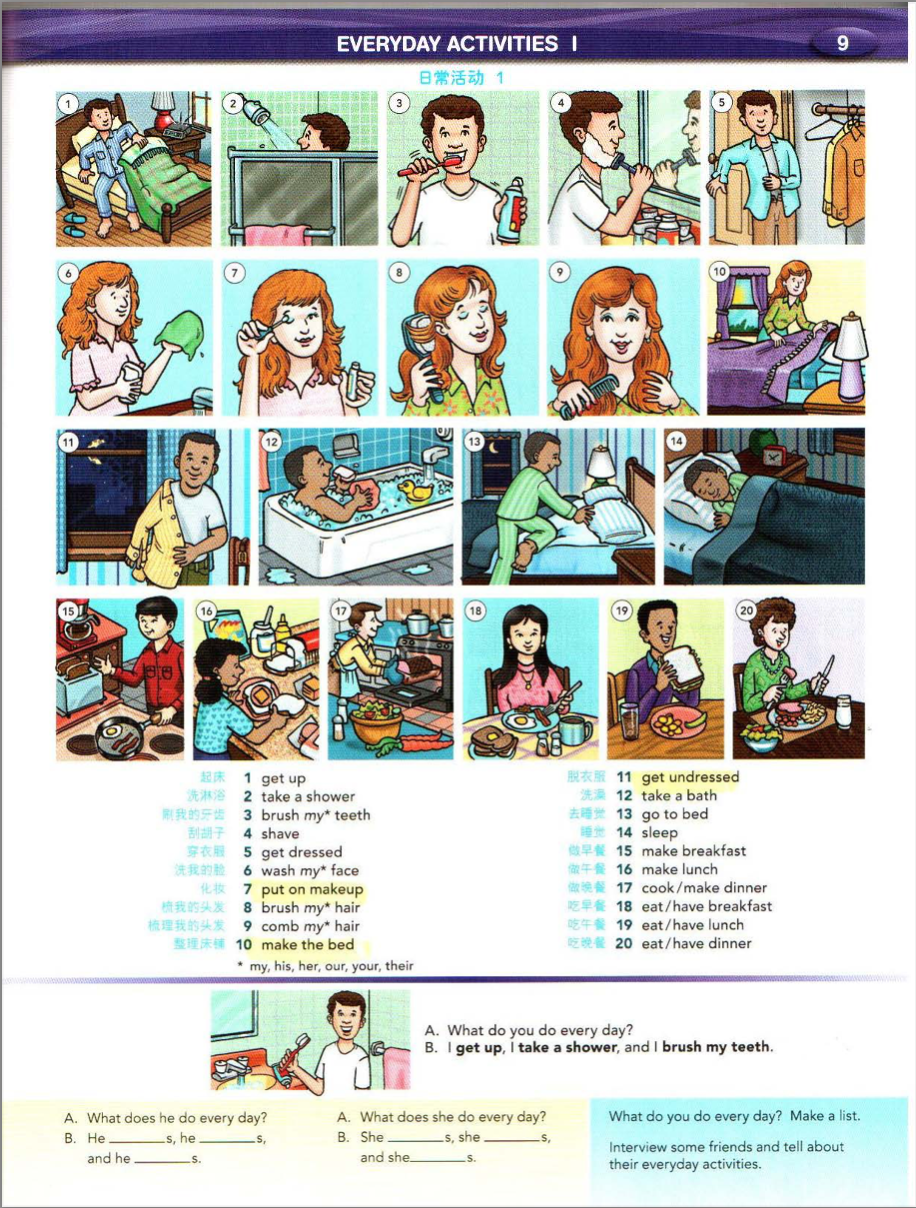 EVERYDAY ACTIVITIES I
9
日常活动 1
1
2
3
4
5
6
7
8
9
10
11
12
13
14
15
16
17
18
19
20
起床 1 get up
洗淋浴 2 take a shower
刷我的牙齿 3 brush my* teeth
刮胡子 4 shave
穿衣服 5 get dressed
洗我的脸 6 wash my* face
化妆 7 put on makeup
梳我的头发 8 brush my* hair
梳理我的头发 9 comb my* hair
整理床铺 10 make the bed
* my, his, her, our, your, their
脱衣服 11 get undressed
洗澡 12 take a bath
去睡觉 13 go to bed
睡觉 14 sleep
做早餐 15 make breakfast
做午餐 16 make lunch
做晚餐 17 cook/make dinner
吃早餐 18 eat/have breakfast
吃午餐 19 eat/have lunch
吃晚餐 20 eat/have dinner
A. What do you do every day?
B. I get up, I take a shower, and I brush my teeth.
A. What does he do every day?
B. He ________s, he ________s,
and he ________s.
A. What does she do every day?
B. She ________s, she ________s,
and she________s.
What do you do every day? Make a list.
Interview some friends and tell about
their everyday activities.